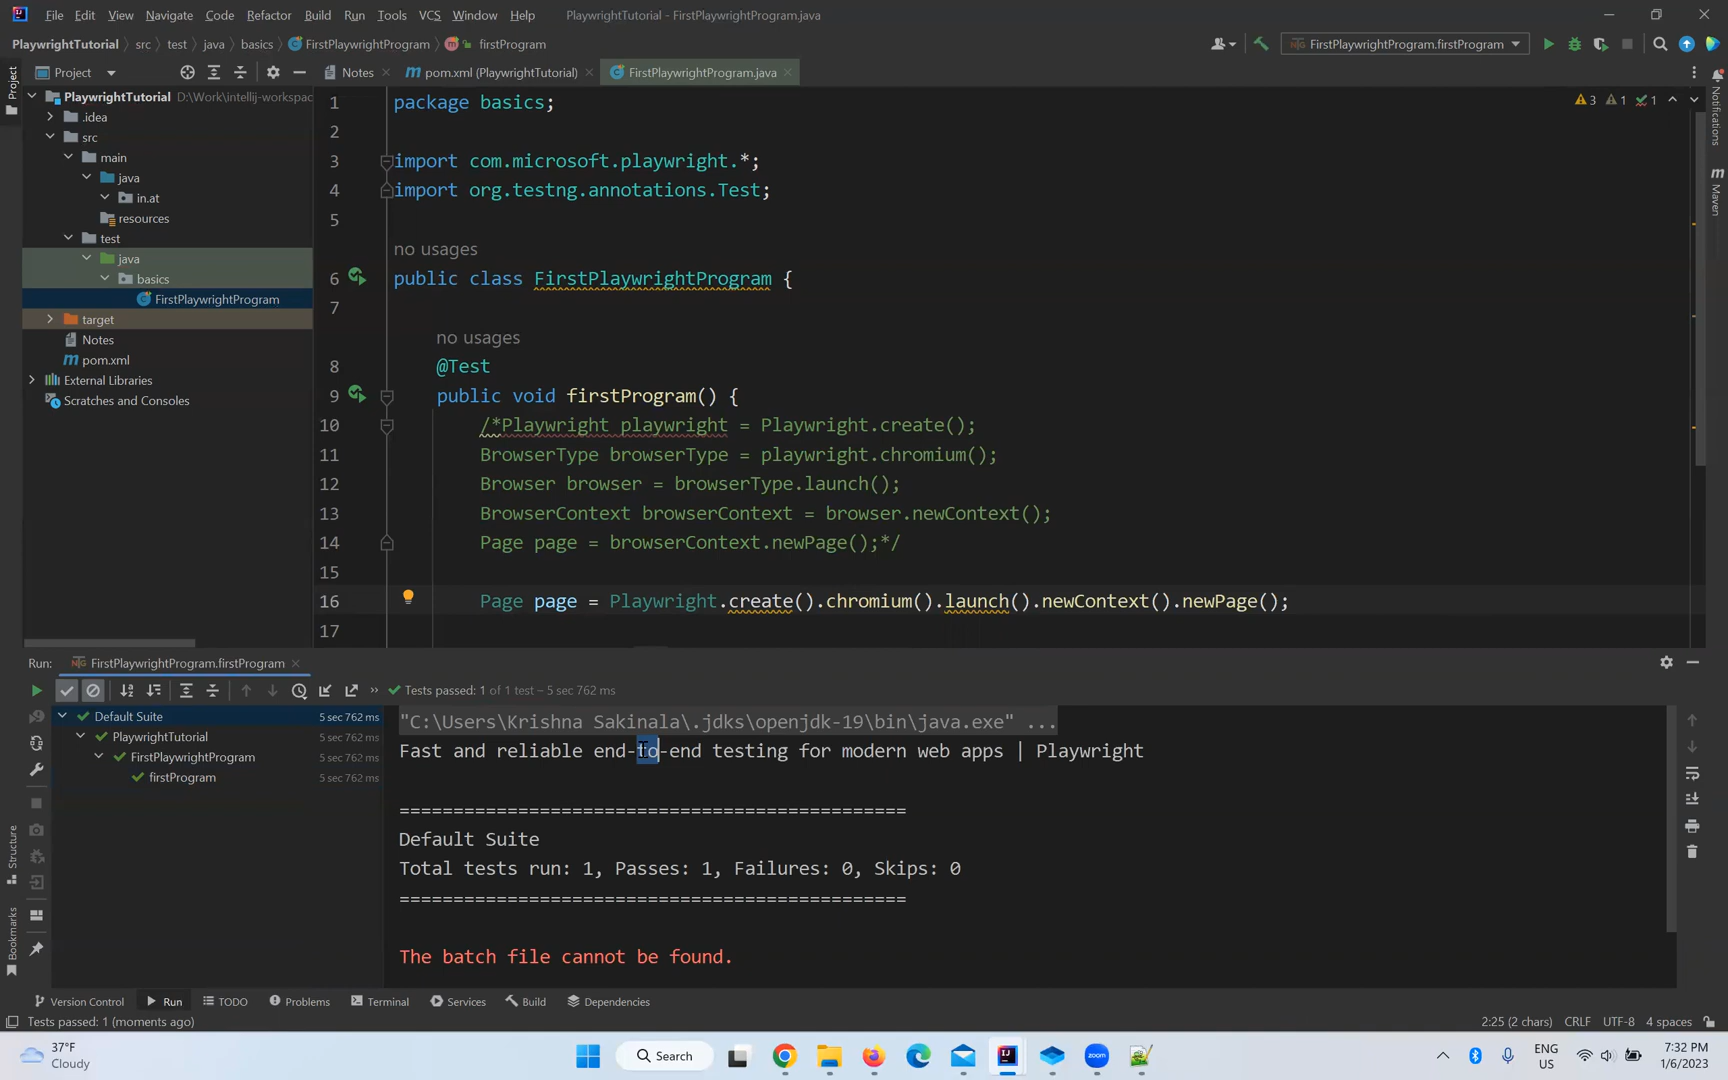 File Edit View Navigate Code Refactor Build Run Tools VCS Window Help PlaywrightTutorial - FirstPlaywrightProgram.java
PlaywrightTutorial src test java basics FirstPlaywrightProgram firstProgram FirstPlaywrightProgram.firstProgram
Project Notes pom.xml (PlaywrightTutorial) FirstPlaywrightProgram.java
Project
PlaywrightTutorial D:\Work\intellij-workspac
.idea
src
main
java
in.at
resources
test
java
basics
FirstPlaywrightProgram
target
Notes
pom.xml
External Libraries
Scratches and Consoles
3 1 1
1 package basics;
2
3 import com.microsoft.playwright.*;
4 import org.testng.annotations.Test;
5
no usages
6 public class FirstPlaywrightProgram {
7
no usages
8 @Test
9 public void firstProgram() {
10 /*Playwright playwright = Playwright.create();
11 BrowserType browserType = playwright.chromium();
12 Browser browser = browserType.launch();
13 BrowserContext browserContext = browser.newContext();
14 Page page = browserContext.newPage();*/
15
16 Page page = Playwright.create().chromium().launch().newContext().newPage();
17
Notifications
Maven
Run: FirstPlaywrightProgram.firstProgram
Tests passed: 1 of 1 test – 5 sec 762 ms
Default Suite 5 sec 762 ms
PlaywrightTutorial 5 sec 762 ms
FirstPlaywrightProgram 5 sec 762 ms
firstProgram 5 sec 762 ms
"C:\Users\Krishna Sakinala\.jdks\openjdk-19\bin\java.exe" ...
Fast and reliable end-to-end testing for modern web apps | Playwright
===============================================
Default Suite
Total tests run: 1, Passes: 1, Failures: 0, Skips: 0
===============================================
The batch file cannot be found.
Structure
Bookmarks
Version Control Run TODO Problems Terminal Services Build Dependencies
Tests passed: 1 (moments ago) 2:25 (2 chars) CRLF UTF-8 4 spaces
37°F
Cloudy
Search
zoom
ENG
US
7:32 PM
1/6/2023